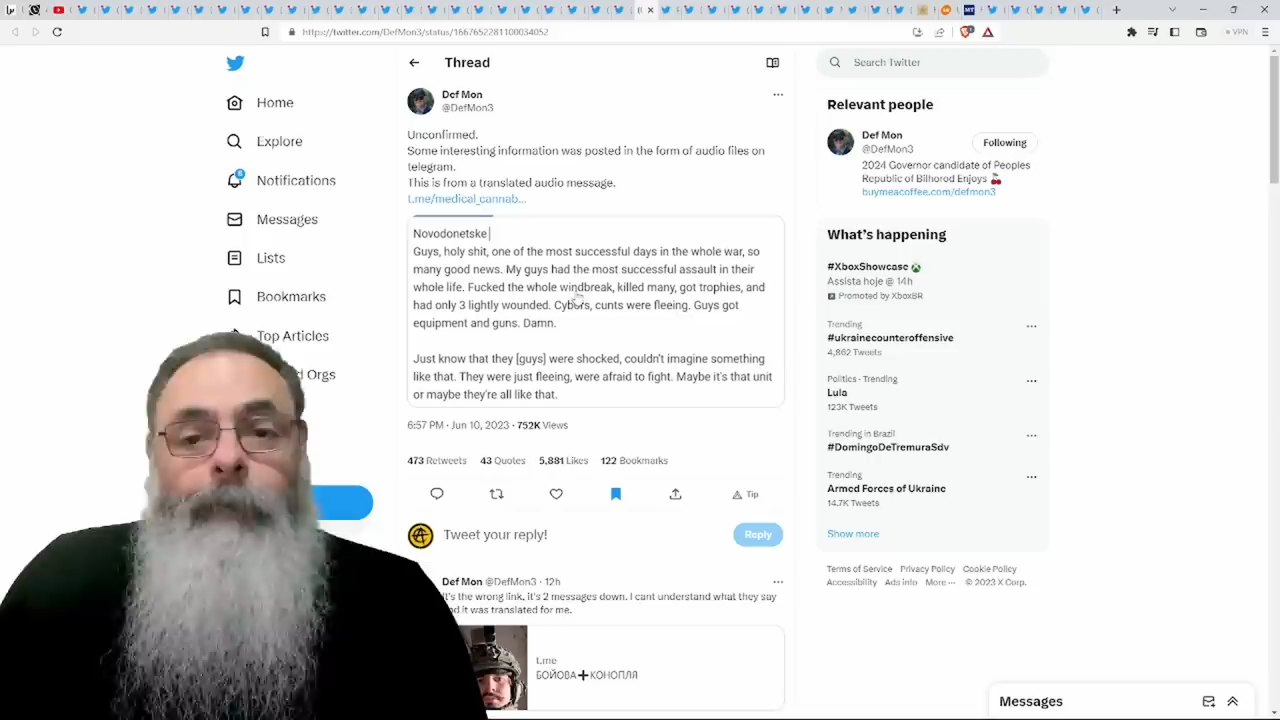 https://twitter.com/DefMon3/status/1667652281100034052
VPN
Home
Explore
6
Notifications
Messages
Lists
Bookmarks
Top Articles
d Orgs
Thread
Def Mon
@DefMon3
Unconfirmed.
Some interesting information was posted in the form of audio files on
telegram.
This is from a translated audio message.
t.me/medical_cannab...
Novodonetske
Guys, holy shit, one of the most successful days in the whole war, so
many good news. My guys had the most successful assault in their
whole life. Fucked the whole windbreak, killed many, got trophies, and
had only 3 lightly wounded. Cybors, cunts were fleeing. Guys got
equipment and guns. Damn.
Just know that they [guys] were shocked, couldn't imagine something
like that. They were just fleeing, were afraid to fight. Maybe it's that unit
or maybe they're all like that.
6:57 PM · Jun 10, 2023 · 752K Views
473 Retweets 43 Quotes 5,881 Likes 122 Bookmarks
Tip
Tweet your reply!
Reply
Def Mon @DefMon3 · 12h
t's the wrong link, it's 2 messages down. I cant understand what they say
nd it was translated for me.
t.me
БОЙОВА➕КОНОПЛЯ
Search Twitter
Relevant people
Def Mon
@DefMon3
Following
2024 Governor candidate of Peoples
Republic of Bilhorod Enjoys 🍒
buymeacoffee.com/defmon3
What's happening
#XboxShowcase
Assista hoje @ 14h
Promoted by XboxBR
Trending
#ukrainecounteroffensive
4,862 Tweets
Politics · Trending
Lula
123K Tweets
Trending in Brazil
#DomingoDeTremuraSdv
Trending
Armed Forces of Ukraine
14.7K Tweets
Show more
Terms of Service Privacy Policy Cookie Policy
Accessibility Ads info More ··· © 2023 X Corp.
Messages